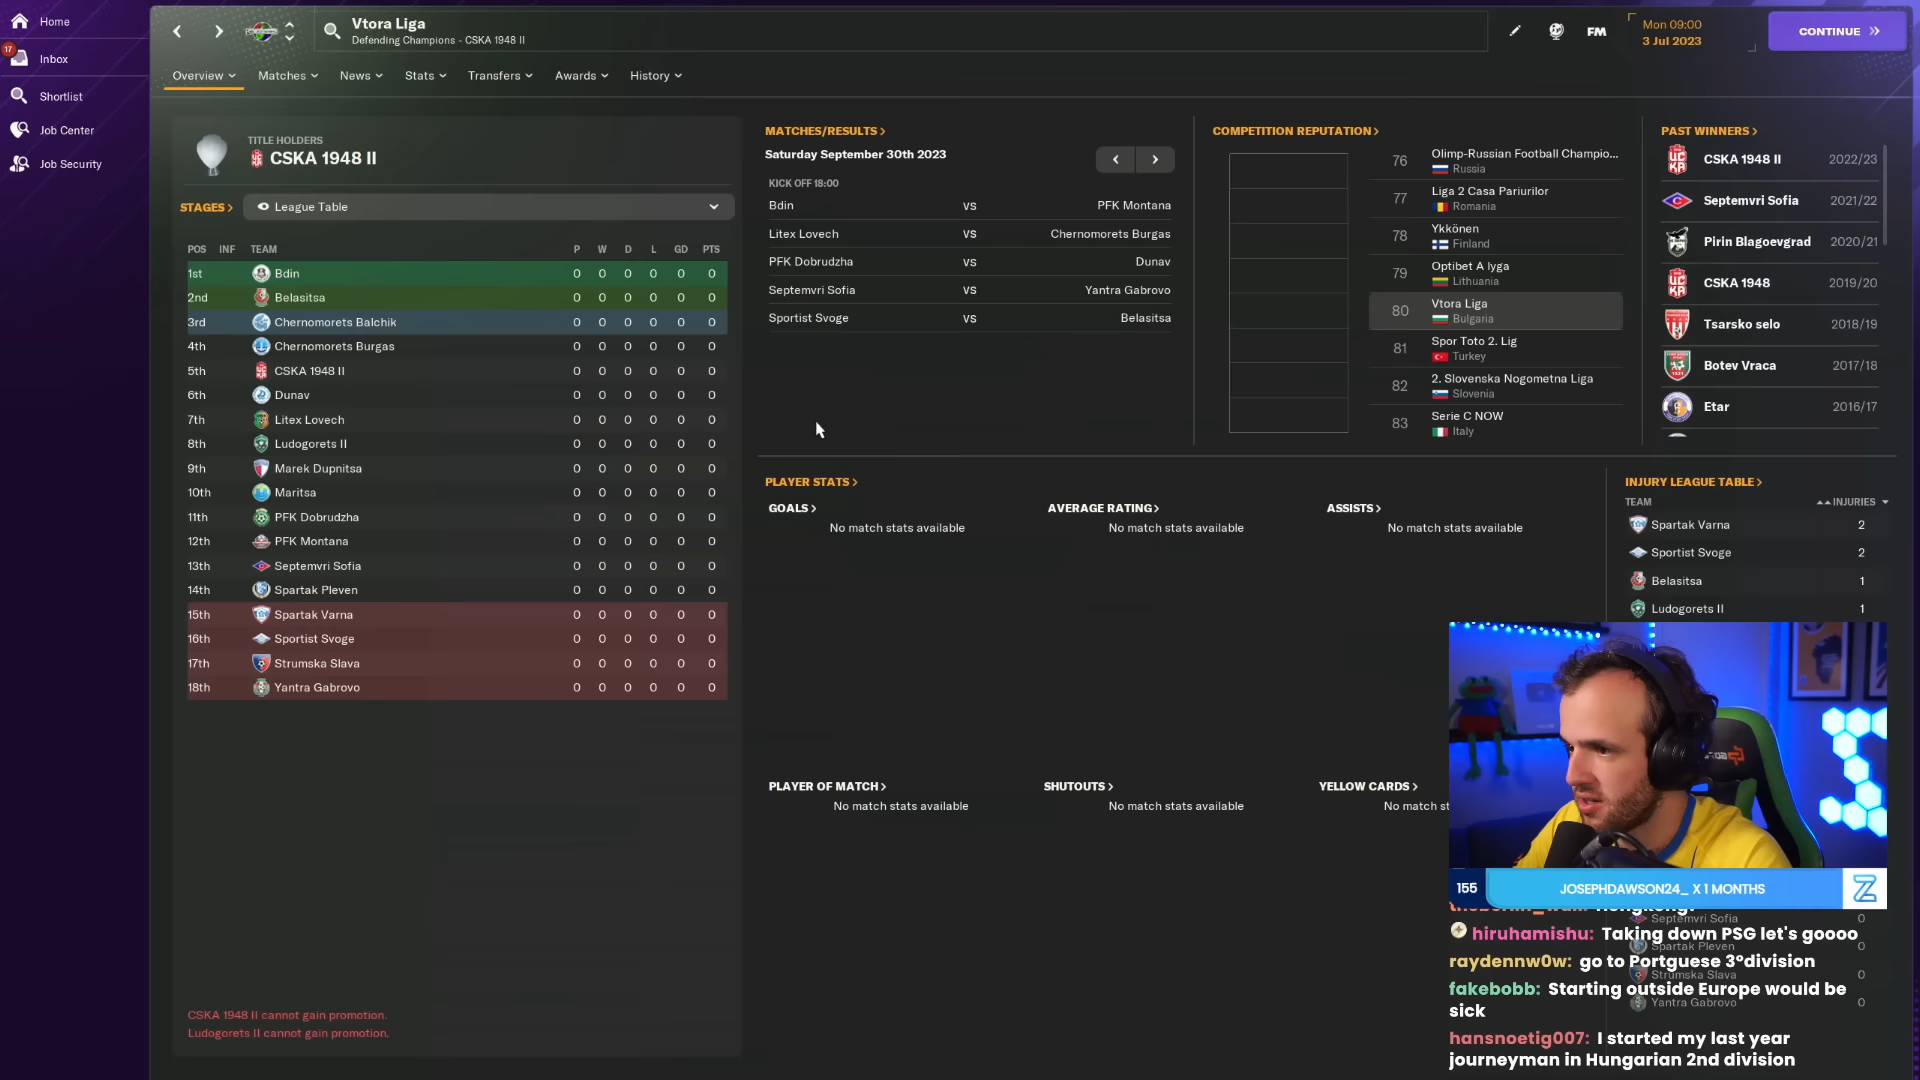 Home
17
Inbox
Shortlist
Job Center
Job Security
Vtora Liga
Defending Champions - CSKA 1948 II
FM
Mon 09:00
3 Jul 2023
CONTINUE
Overview
Matches
News
Stats
Transfers
Awards
History
TITLE HOLDERS
CSKA 1948 II
STAGES >
League Table
POS INF TEAM P W D L GD PTS
1st Bdin 0 0 0 0 0 0
2nd Belasitsa 0 0 0 0 0 0
3rd Chernomorets Balchik 0 0 0 0 0 0
4th Chernomorets Burgas 0 0 0 0 0 0
5th CSKA 1948 II 0 0 0 0 0 0
6th Dunav 0 0 0 0 0 0
7th Litex Lovech 0 0 0 0 0 0
8th Ludogorets II 0 0 0 0 0 0
9th Marek Dupnitsa 0 0 0 0 0 0
10th Maritsa 0 0 0 0 0 0
11th PFK Dobrudzha 0 0 0 0 0 0
12th PFK Montana 0 0 0 0 0 0
13th Septemvri Sofia 0 0 0 0 0 0
14th Spartak Pleven 0 0 0 0 0 0
15th Spartak Varna 0 0 0 0 0 0
16th Sportist Svoge 0 0 0 0 0 0
17th Strumska Slava 0 0 0 0 0 0
18th Yantra Gabrovo 0 0 0 0 0 0
CSKA 1948 II cannot gain promotion.
Ludogorets II cannot gain promotion.
MATCHES/RESULTS >
Saturday September 30th 2023
KICK OFF 18:00
Bdin VS PFK Montana
Litex Lovech VS Chernomorets Burgas
PFK Dobrudzha VS Dunav
Septemvri Sofia VS Yantra Gabrovo
Sportist Svoge VS Belasitsa
COMPETITION REPUTATION >
76 Olimp-Russian Football Champio...
Russia
77 Liga 2 Casa Pariurilor
Romania
78 Ykkönen
Finland
79 Optibet A lyga
Lithuania
80 Vtora Liga
Bulgaria
81 Spor Toto 2. Lig
Turkey
82 2. Slovenska Nogometna Liga
Slovenia
83 Serie C NOW
Italy
PAST WINNERS >
CSKA 1948 II 2022/23
Septemvri Sofia 2021/22
Pirin Blagoevgrad 2020/21
CSKA 1948 2019/20
Tsarsko selo 2018/19
Botev Vraca 2017/18
Etar 2016/17
PLAYER STATS >
GOALS >
No match stats available
AVERAGE RATING >
No match stats available
ASSISTS >
No match stats available
PLAYER OF MATCH >
No match stats available
SHUTOUTS >
No match stats available
YELLOW CARDS >
No match st
INJURY LEAGUE TABLE >
TEAM INJURIES
Spartak Varna 2
Sportist Svoge 2
Belasitsa 1
Ludogorets II 1
155 JOSEPHDAWSON24_ X 1 MONTHS
Septemvri Sofia 0
hiruhamishu: Taking down PSG let's goooo
Spartak Pleven 0
raydennw0w: go to Portguese 3ºdivision
Strumska Slava 0
fakebobb: Starting outside Europe would be
Yantra Gabrovo 0
sick
hansnoetig007: I started my last year
journeyman in Hungarian 2nd division